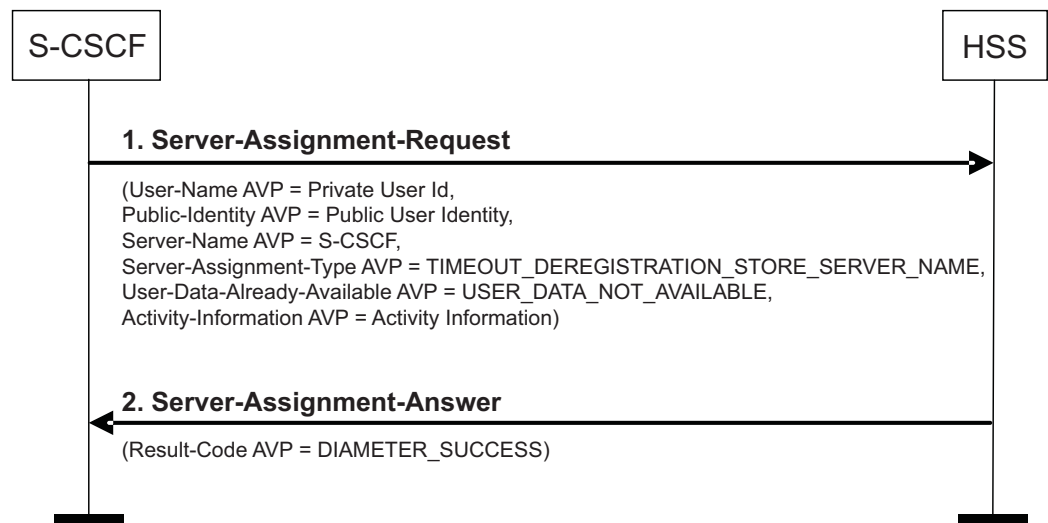 S-CSCF
HSS
1. Server-Assignment-Request
(User-Name AVP = Private User Id,
Public-Identity AVP = Public User Identity,
Server-Name AVP = S-CSCF,
Server-Assignment-Type AVP = TIMEOUT_DEREGISTRATION_STORE_SERVER_NAME,
User-Data-Already-Available AVP = USER_DATA_NOT_AVAILABLE,
Activity-Information AVP = Activity Information)
2. Server-Assignment-Answer
(Result-Code AVP = DIAMETER_SUCCESS)